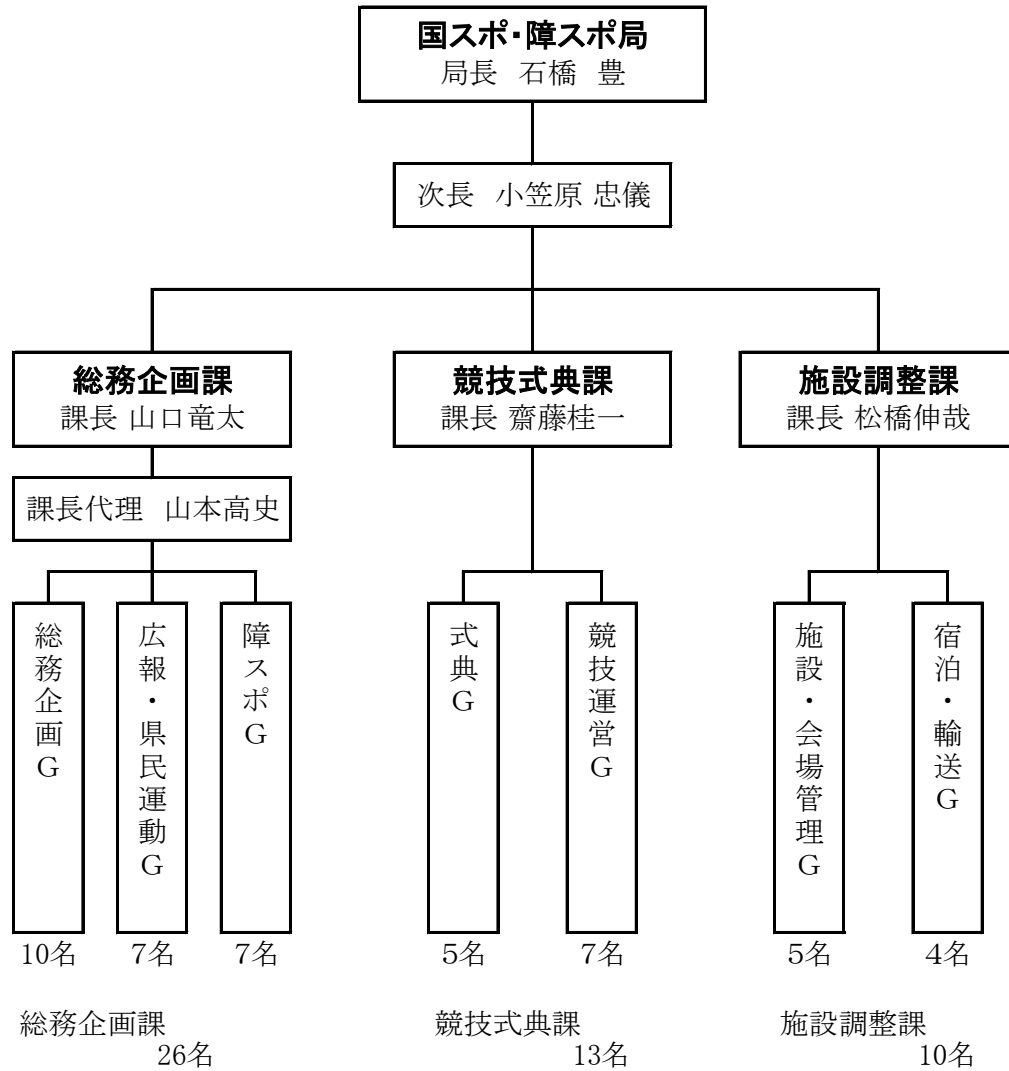 国スポ・障スポ局
局長 石橋 豊
次長 小笠原 忠儀
総務企画課
課長 山口竜太
競技式典課
課長 齋藤桂一
施設調整課
課長 松橋伸哉
課長代理 山本高史
総務企画G
広報・県民運動G
障スポG
式典G
競技運営G
施設・会場管理G
宿泊・輸送G
10名
7名
7名
5名
7名
5名
4名
総務企画課
26名
競技式典課
13名
施設調整課
10名